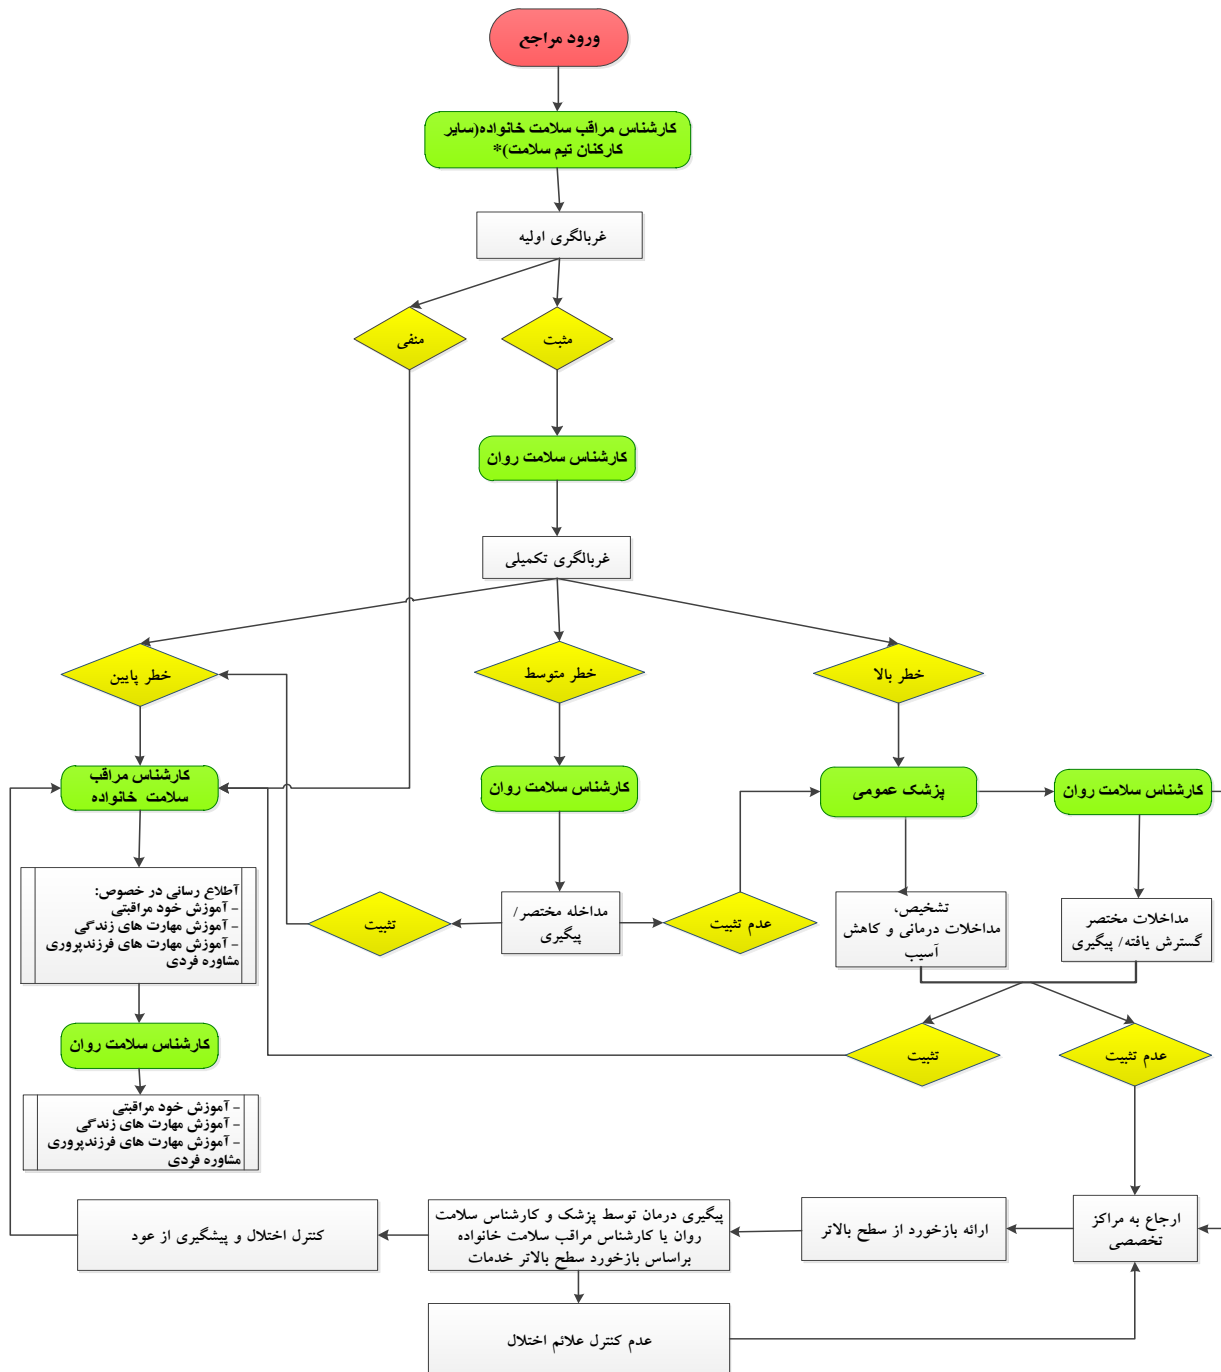 ورود مراجع
کارشناس مراقب سلامت خانواده(سایر
کارکنان تیم سلامت)*
غربالگری اولیه
مثبت
منفی
کارشناس سلامت روان
غربالگری تکمیلی
خطر بالا
خطر متوسط
خطر پایین
کارشناس سلامت روان
پزشک عمومی
کارشناس سلامت روان
کارشناس مراقب
سلامت خانواده
مداخلات مختصر
گسترش یافته/ پیگیری
تشخیص،
مداخلات درمانی و کاهش
آسیب
عدم تثبیت
مداخله مختصر/
پیگیری
تثبیت
آطلاع رسانی در خصوص:
- آموزش خود مراقبتی
- آموزش مهارت های زندگی
- آموزش مهارت های فرزندپروری
مشاوره فردی
عدم تثبیت
تثبیت
کارشناس سلامت روان
- آموزش خود مراقبتی
- آموزش مهارت های زندگی
- آموزش مهارت های فرزندپروری
مشاوره فردی
ارجاع به مراکز
تخصصی
ارائه بازخورد از سطح بالاتر
پیگیری درمان توسط پزشک و کارشناس سلامت
روان یا کارشناس مراقب سلامت خانواده
براساس بازخورد سطح بالاتر خدمات
کنترل اختلال و پیشگیری از عود
عدم کنترل علائم اختلال